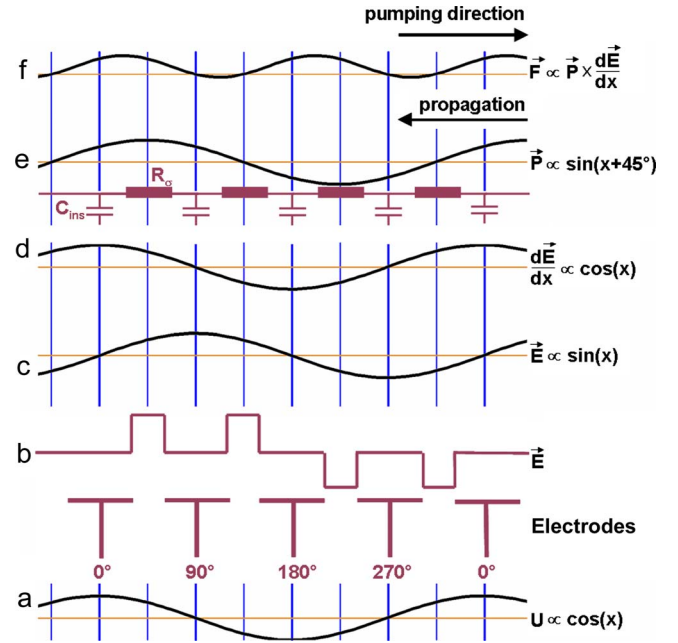 pumping direction
f
F ∝ P × dE/dx
propagation
e
P ∝ sin(x+45°)
Rσ
Cins
d
dE/dx ∝ cos(x)
c
E ∝ sin(x)
b
E
Electrodes
0° 90° 180° 270° 0°
a
U ∝ cos(x)